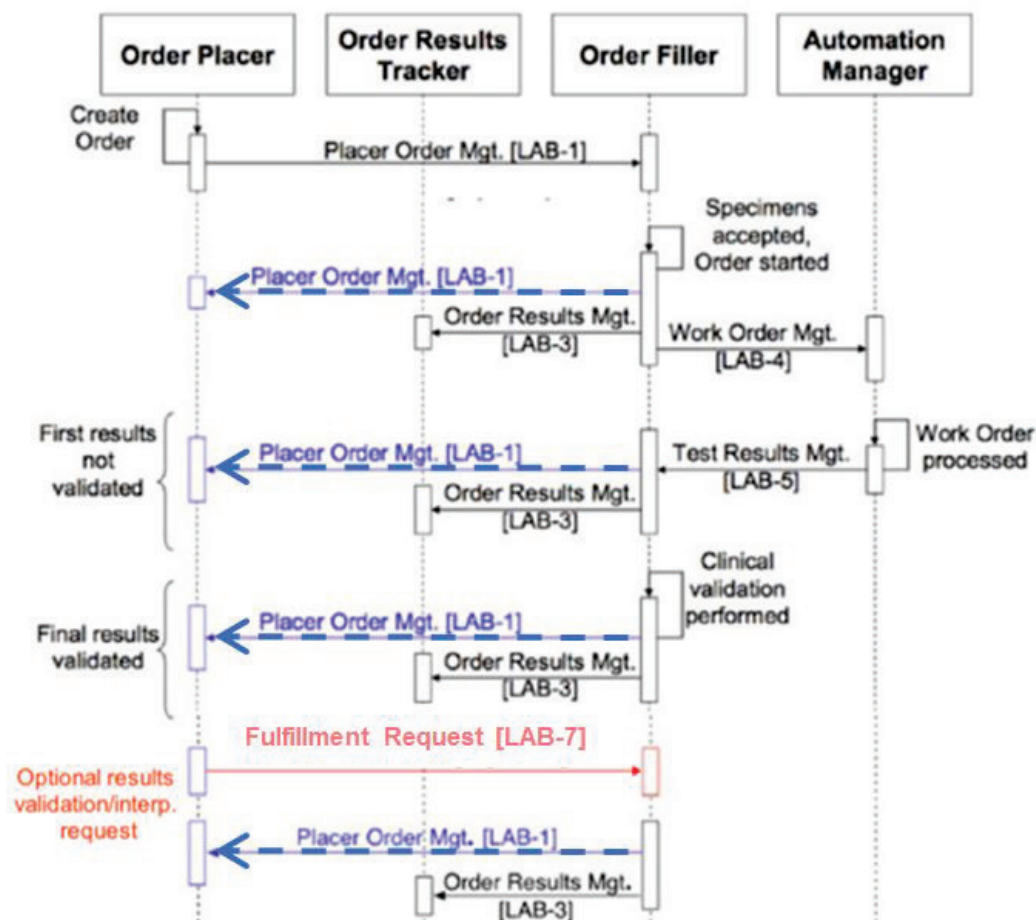 Order Placer
Order Results
Tracker
Order Filler
Automation
Manager
Create
Order
Placer Order Mgt. [LAB-1]
Specimens
accepted,
Order started
Placer Order Mgt. [LAB-1]
Order Results Mgt.
[LAB-3]
Work Order Mgt.
[LAB-4]
First results
not
validated
Placer Order Mgt. [LAB-1]
Test Results Mgt.
[LAB-5]
Work Order
processed
Order Results Mgt.
[LAB-3]
Clinical
validation
performed
Final results
validated
Placer Order Mgt. [LAB-1]
Order Results Mgt.
[LAB-3]
Fulfillment Request [LAB-7]
Optional results
validation/interp.
request
Placer Order Mgt. [LAB-1]
Order Results Mgt.
[LAB-3]